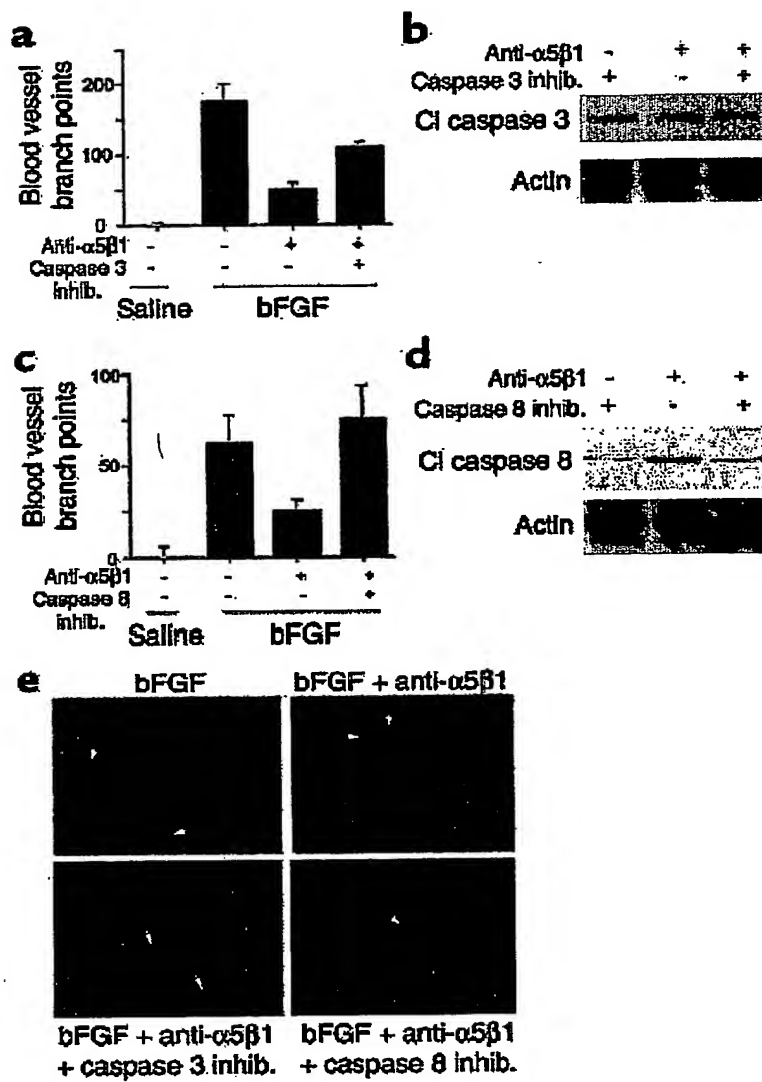 a
Blood vessel
branch points
200
100
0
Anti-α5β1 - - + +
Caspase 3 - - - +
inhib.
Saline bFGF
b
Anti-α5β1 - + +
Caspase 3 inhib. + - +
Cl caspase 3
Actin
c
Blood vessel
branch points
100
50
0
Anti-α5β1 - - + +
Caspase 8 - - - +
inhib.
Saline bFGF
d
Anti-α5β1 - + +
Caspase 8 inhib. + - +
Cl caspase 8
Actin
e
bFGF
bFGF + anti-α5β1
bFGF + anti-α5β1
+ caspase 3 inhib.
bFGF + anti-α5β1
+ caspase 8 inhib.